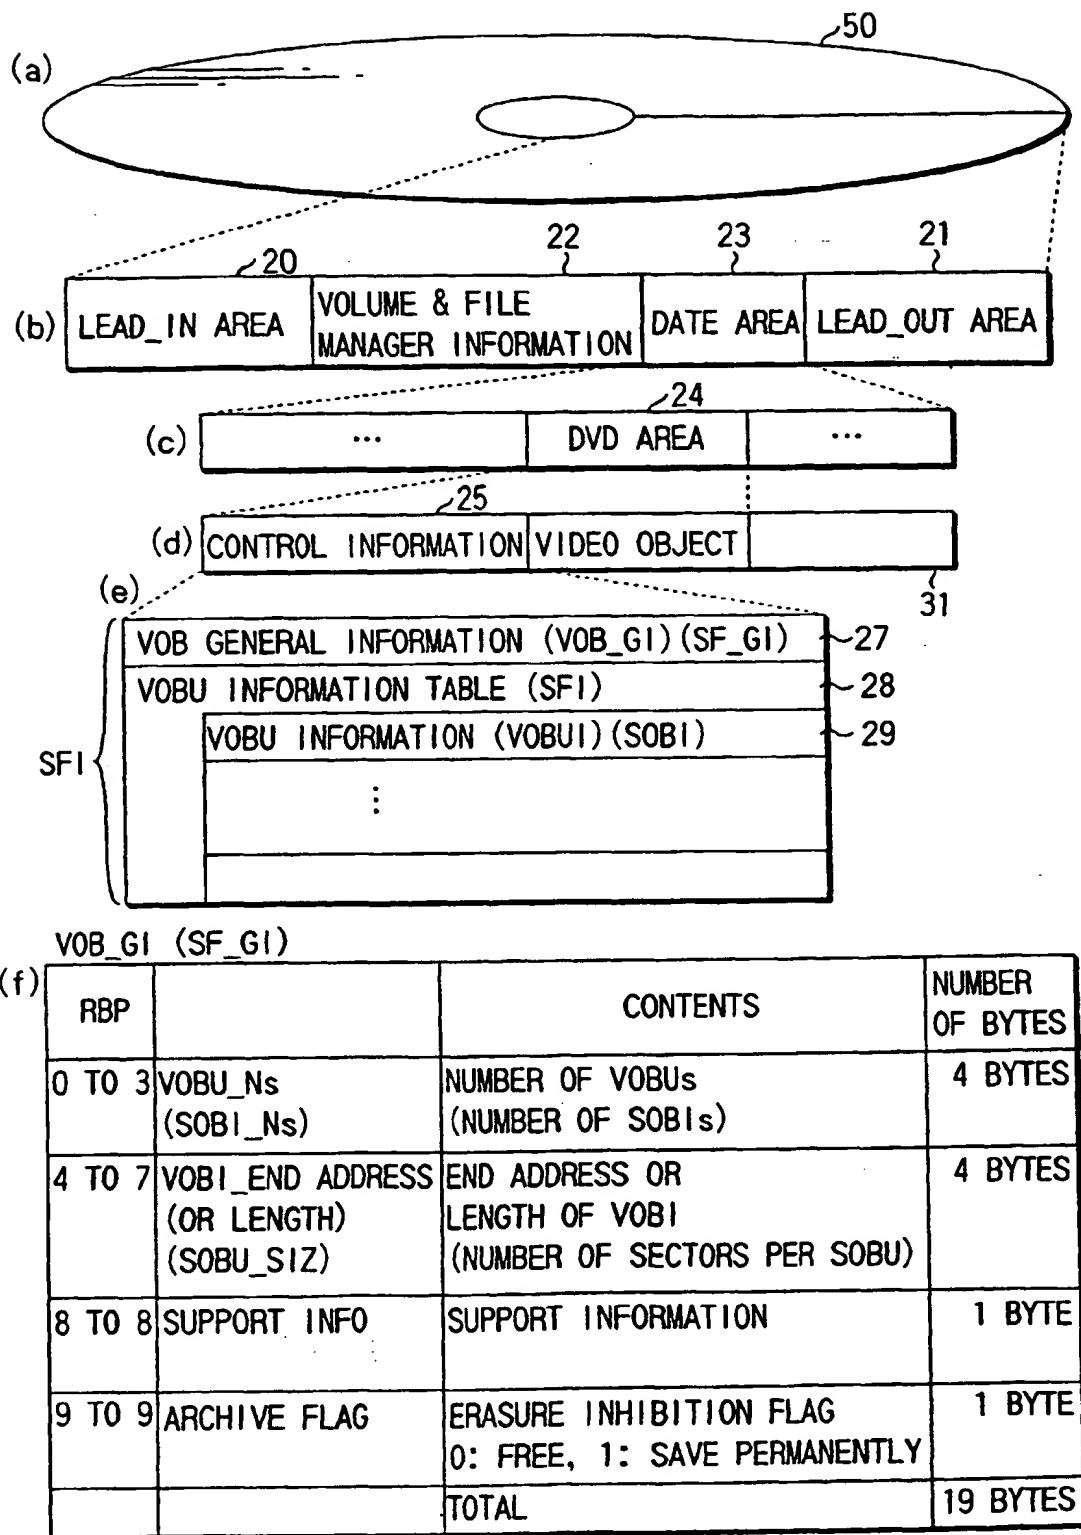 50
(a)
20
22
23
21
(b)
LEAD_IN AREA
VOLUME & FILE
MANAGER INFORMATION
DATE AREA
LEAD_OUT AREA
24
(c)
...
DVD AREA
...
25
(d)
CONTROL INFORMATION
VIDEO OBJECT
31
(e)
VOB GENERAL INFORMATION (VOB_GI)(SF_GI)
27
VOBU INFORMATION TABLE (SFI)
28
VOBU INFORMATION (VOBUI)(SOBI)
29
SFI
⋮
VOB_GI (SF_GI)
(f)
RBP
CONTENTS
NUMBER
OF BYTES
0 TO 3
VOBU_Ns
(SOBI_Ns)
NUMBER OF VOBUs
(NUMBER OF SOBIs)
4 BYTES
4 TO 7
VOBI_END ADDRESS
(OR LENGTH)
(SOBU_SIZ)
END ADDRESS OR
LENGTH OF VOBI
(NUMBER OF SECTORS PER SOBU)
4 BYTES
8 TO 8
SUPPORT INFO
SUPPORT INFORMATION
1 BYTE
9 TO 9
ARCHIVE FLAG
ERASURE INHIBITION FLAG
0: FREE, 1: SAVE PERMANENTLY
1 BYTE
TOTAL
19 BYTES